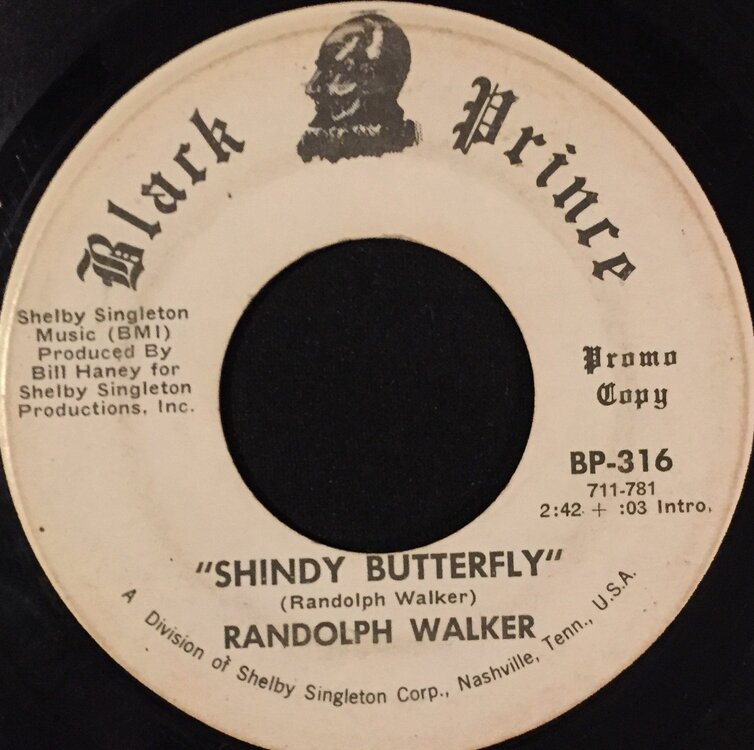 Black Prince
Shelby Singleton
Music (BMI)
Produced By
Bill Haney for
Shelby Singleton
Productions, Inc.
Promo
Copy
BP-316
711-781
2:42 + :03 Intro.
"SHINDY BUTTERFLY"
(Randolph Walker)
RANDOLPH WALKER
A Division of Shelby Singleton Corp., Nashville, Tenn., U.S.A.